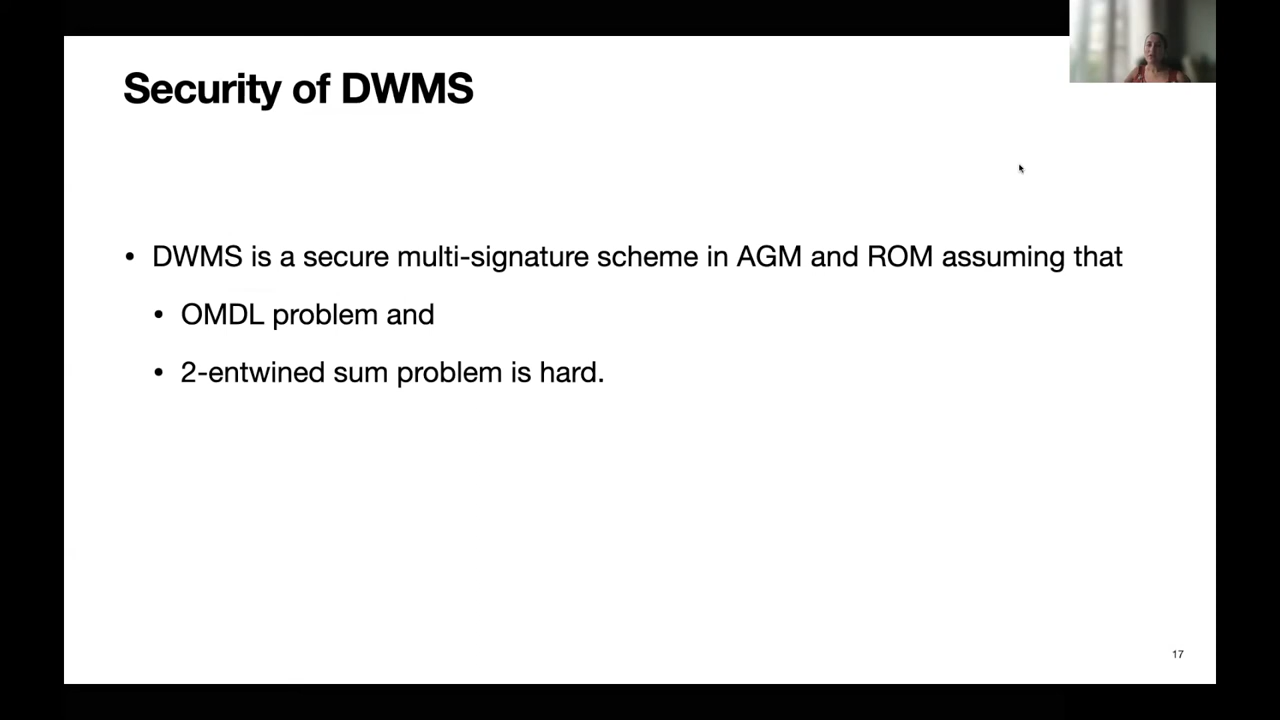 Security of DWMS
• DWMS is a secure multi-signature scheme in AGM and ROM assuming that
• OMDL problem and
• 2-entwined sum problem is hard.
17